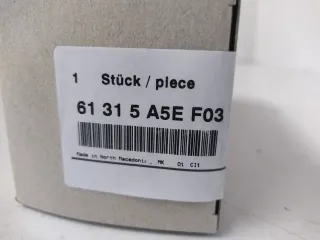 1 Stück / piece
61 31 5 A5E F03
Made in North Macedonia, MK